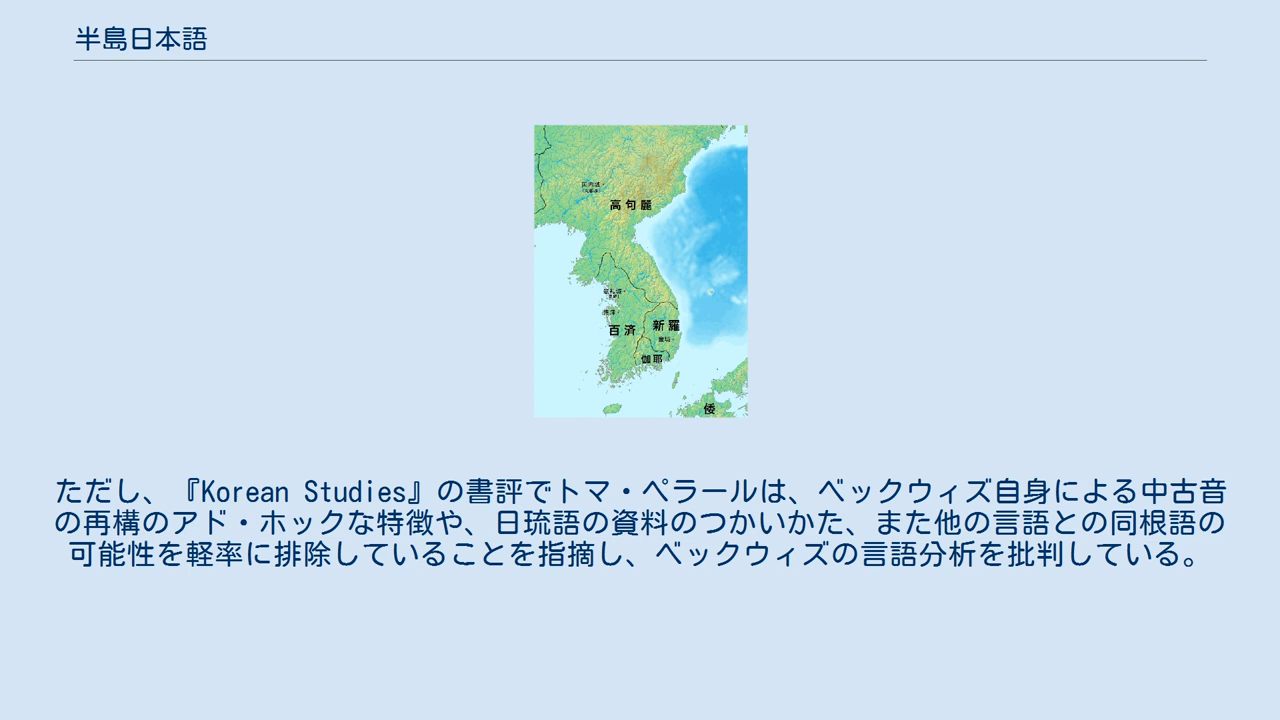 半島日本語
高句麗
百済
新羅
伽耶
倭
ただし、『Korean Studies』の書評でトマ・ペラールは、ベックウィズ自身による中古音
の再構のアド・ホックな特徴や、日琉語の資料のつかいかた、また他の言語との同根語の
可能性を軽率に排除していることを指摘し、ベックウィズの言語分析を批判している。